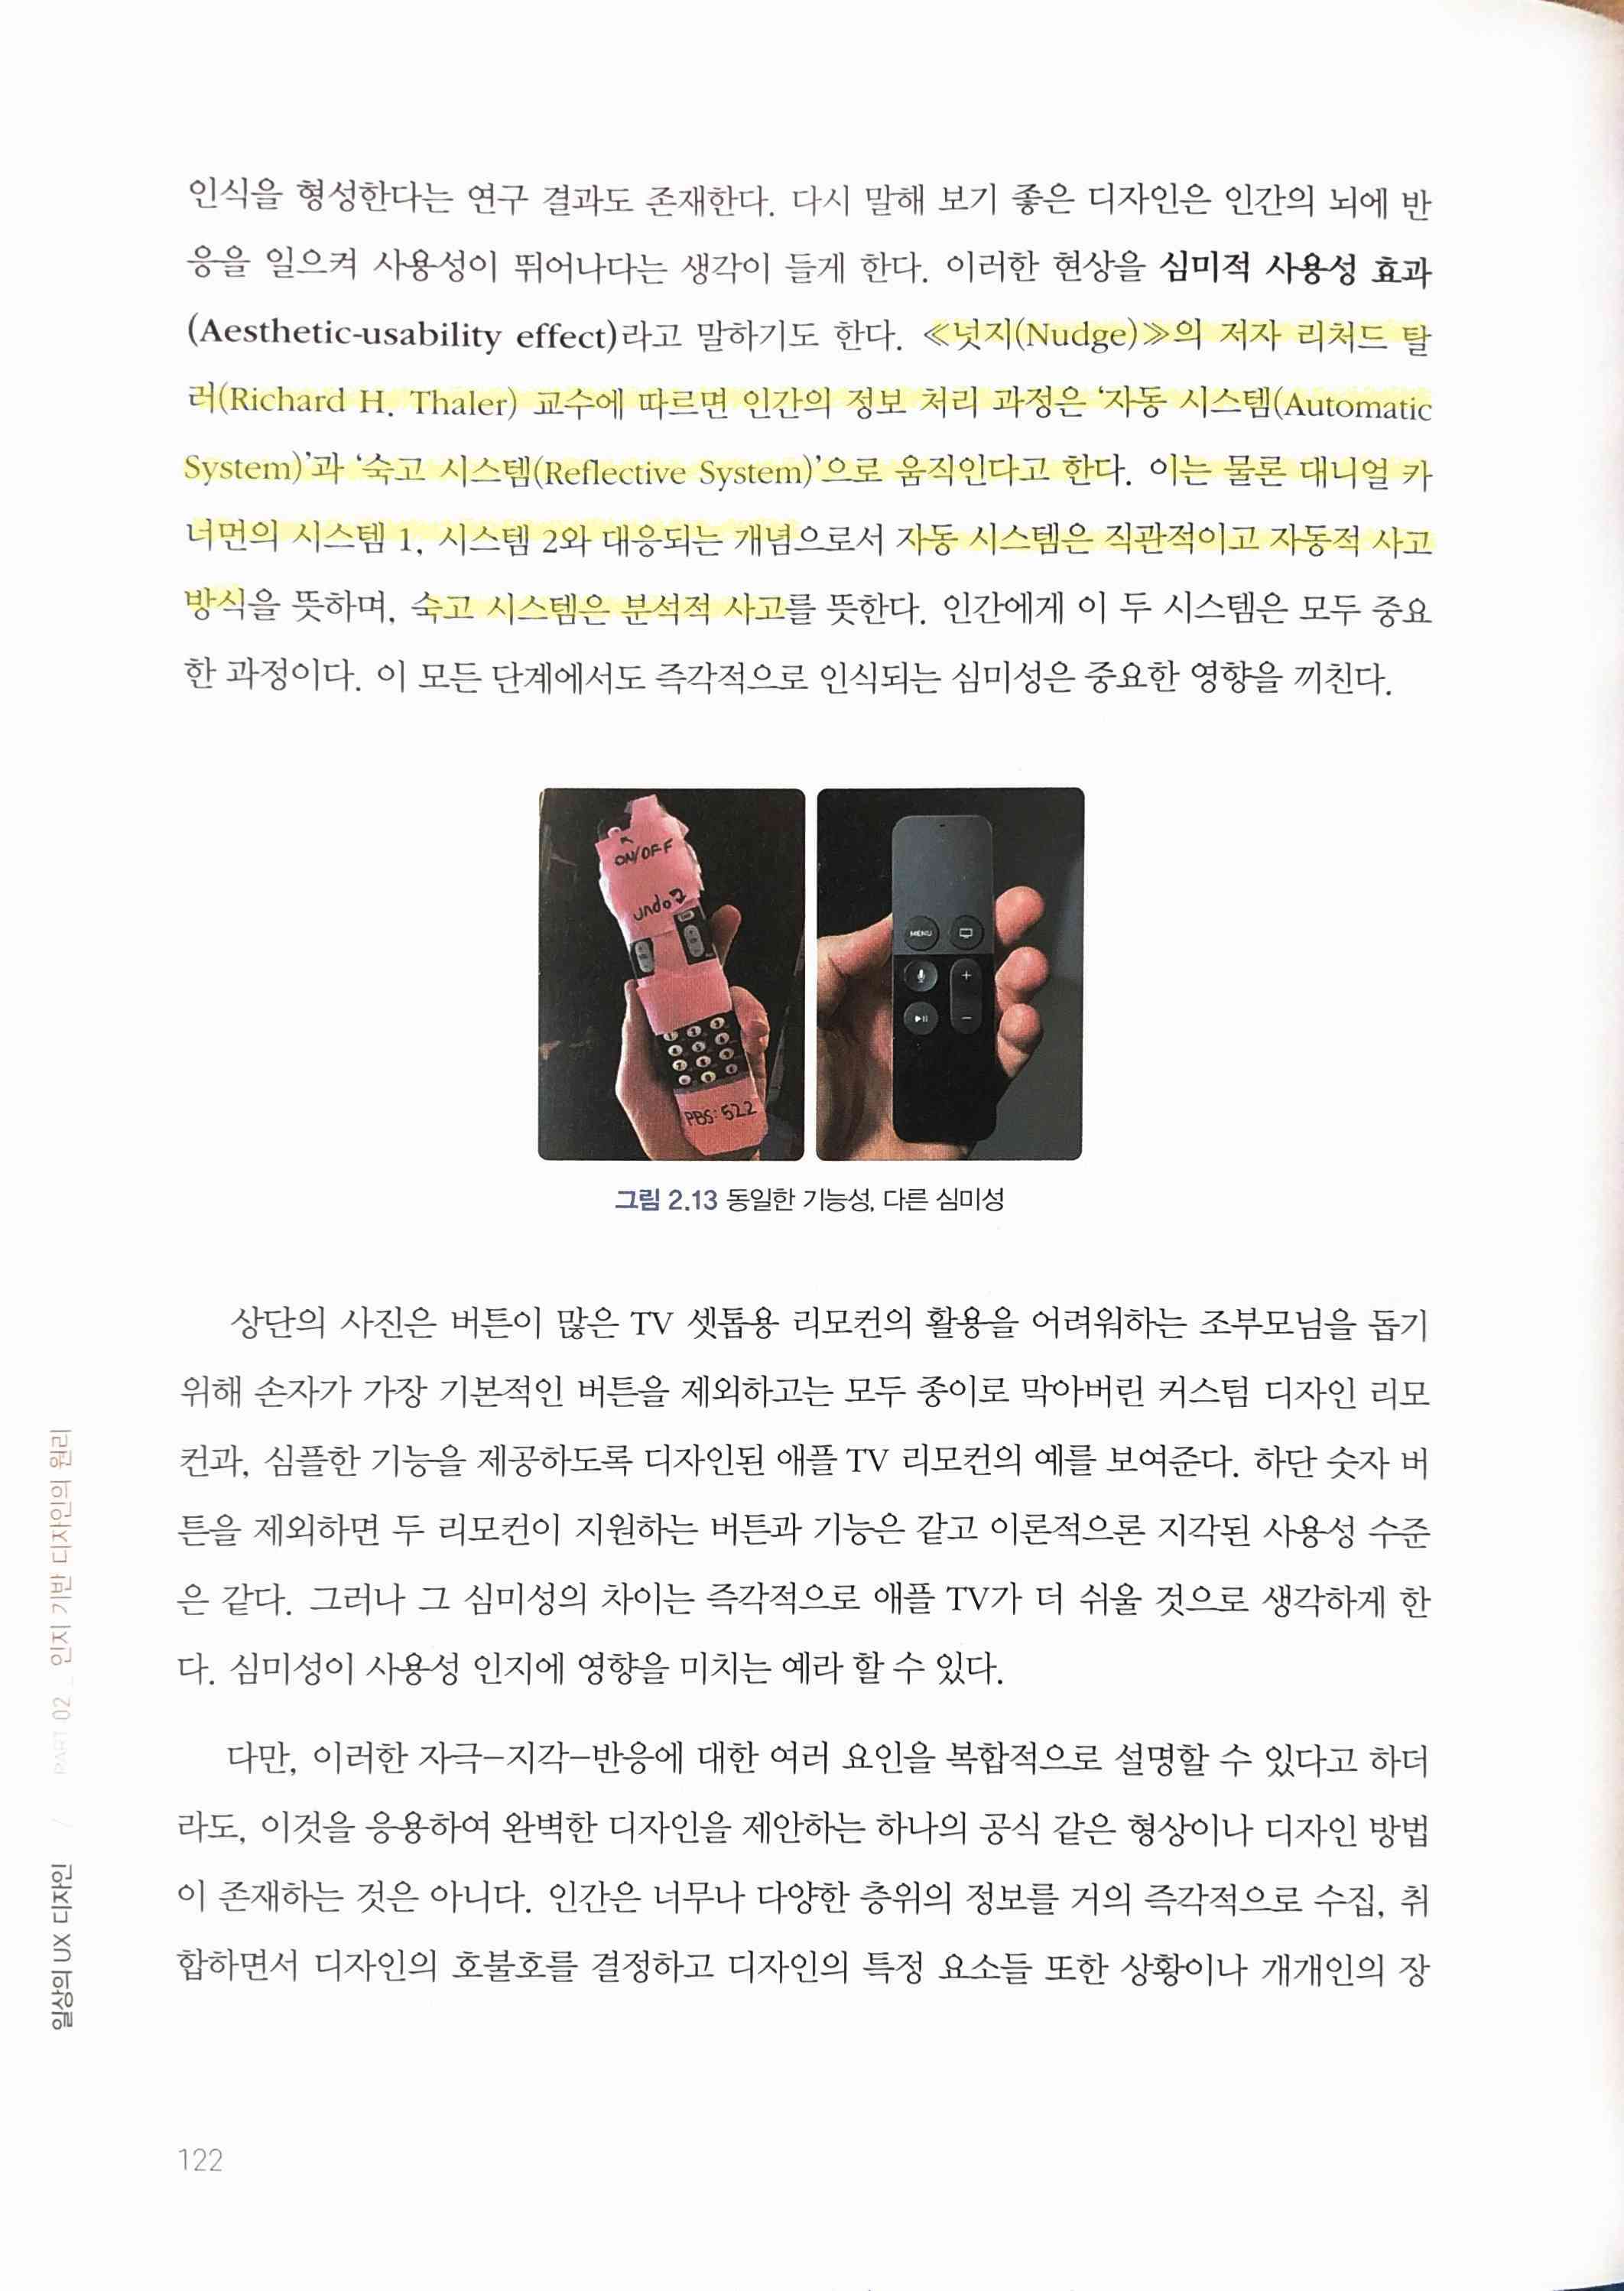 인식을 형성한다는 연구 결과도 존재한다. 다시 말해 보기 좋은 디자인은 인간의 뇌에 반
응을 일으켜 사용성이 뛰어나다는 생각이 들게 한다. 이러한 현상을 심미적 사용성 효과
(Aesthetic-usability effect)라고 말하기도 한다. ≪넛지(Nudge)≫의 저자 리처드 탈
러(Richard H. Thaler) 교수에 따르면 인간의 정보 처리 과정은 ‘자동 시스템(Automatic
System)’과 ‘숙고 시스템(Reflective System)’으로 움직인다고 한다. 이는 물론 대니얼 카
너먼의 시스템 1, 시스템 2와 대응되는 개념으로서 자동 시스템은 직관적이고 자동적 사고
방식을 뜻하며, 숙고 시스템은 분석적 사고를 뜻한다. 인간에게 이 두 시스템은 모두 중요
한 과정이다. 이 모든 단계에서도 즉각적으로 인식되는 심미성은 중요한 영향을 끼친다.
ON/OFF
undo
1 2 3
4 5 6
7 8 9
0
PBS: 522
MENU
+
−
그림 2.13 동일한 기능성, 다른 심미성
상단의 사진은 버튼이 많은 TV 셋톱용 리모컨의 활용을 어려워하는 조부모님을 돕기
위해 손자가 가장 기본적인 버튼을 제외하고는 모두 종이로 막아버린 커스텀 디자인 리모
컨과, 심플한 기능을 제공하도록 디자인된 애플 TV 리모컨의 예를 보여준다. 하단 숫자 버
튼을 제외하면 두 리모컨이 지원하는 버튼과 기능은 같고 이론적으론 지각된 사용성 수준
은 같다. 그러나 그 심미성의 차이는 즉각적으로 애플 TV가 더 쉬울 것으로 생각하게 한
다. 심미성이 사용성 인지에 영향을 미치는 예라 할 수 있다.
다만, 이러한 자극–지각–반응에 대한 여러 요인을 복합적으로 설명할 수 있다고 하더
라도, 이것을 응용하여 완벽한 디자인을 제안하는 하나의 공식 같은 형상이나 디자인 방법
이 존재하는 것은 아니다. 인간은 너무나 다양한 층위의 정보를 거의 즉각적으로 수집, 취
합하면서 디자인의 호불호를 결정하고 디자인의 특정 요소들 또한 상황이나 개개인의 장
일상의 UX 디자인 / PART 02 _ 인지 기반 디자인의 원리
122